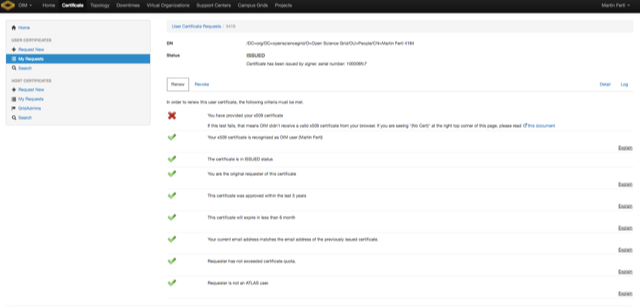 OIM
Home
Certificate
Topology
Downtimes
Virtual Organizations
Support Centers
Campus Grids
Projects
Martin Fertl
Home
USER CERTIFICATES
Request New
My Requests
Search
HOST CERTIFICATES
Request New
My Requests
GridAdmins
Search
User Certificate Requests / 5419
DN /DC=org/DC=opensciencegrid/O=Open Science Grid/OU=People/CN=Martin Fertl 4184
Status ISSUED
Certificate has been issued by signer. serial number:
Renew
Revoke
Detail
Log
In order to renew this user certificate, the following criteria must be met.
You have provided your x509 certificate
If this test fails, that means OIM didn't receive a valid x509 certificate from your browser. If you are seeing "(No Cert)" at the right top corner of this page, please read this document
Your x509 certificate is recognized as OIM user (Martin Fertl)
Explain
The certificate is in ISSUED status
Explain
You are the original requester of this certificate
Explain
This certificate was approved within the last 5 years
Explain
This certificate will expire in less than 6 month
Explain
Your current email address matches the email address of the previously issued certificate.
Explain
Requester has not exceeded certificate quota.
Explain
Requester is not an ATLAS user.
Explain